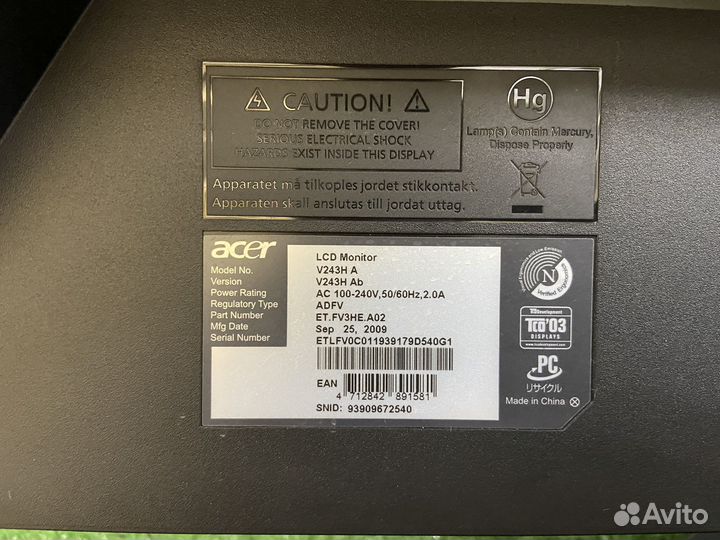 CAUTION!
DO NOT REMOVE THE COVER!
SERIOUS ELECTRICAL SHOCK
HAZARDS EXIST INSIDE THIS DISPLAY
Apparatet må tilkoples jordet stikkontakt.
Apparaten skall anslutas till jordat uttag.
Hg
Lamp(s) Contain Mercury,
Dispose Properly
acer
LCD Monitor
Model No. V243H A
Version V243H Ab
Power Rating AC 100-240V,50/60Hz,2.0A
Regulatory Type ADFV
Part Number ET.FV3HE.A02
Mfg Date Sep 25, 2009
Serial Number ETLFV0C011939179D540G1
EAN
4 712842 891581
SNID: 93909672540
N
Verified Ergonomics
Development
TCO'03
DISPLAYS
PC
リサイクル
Made in China
Avito